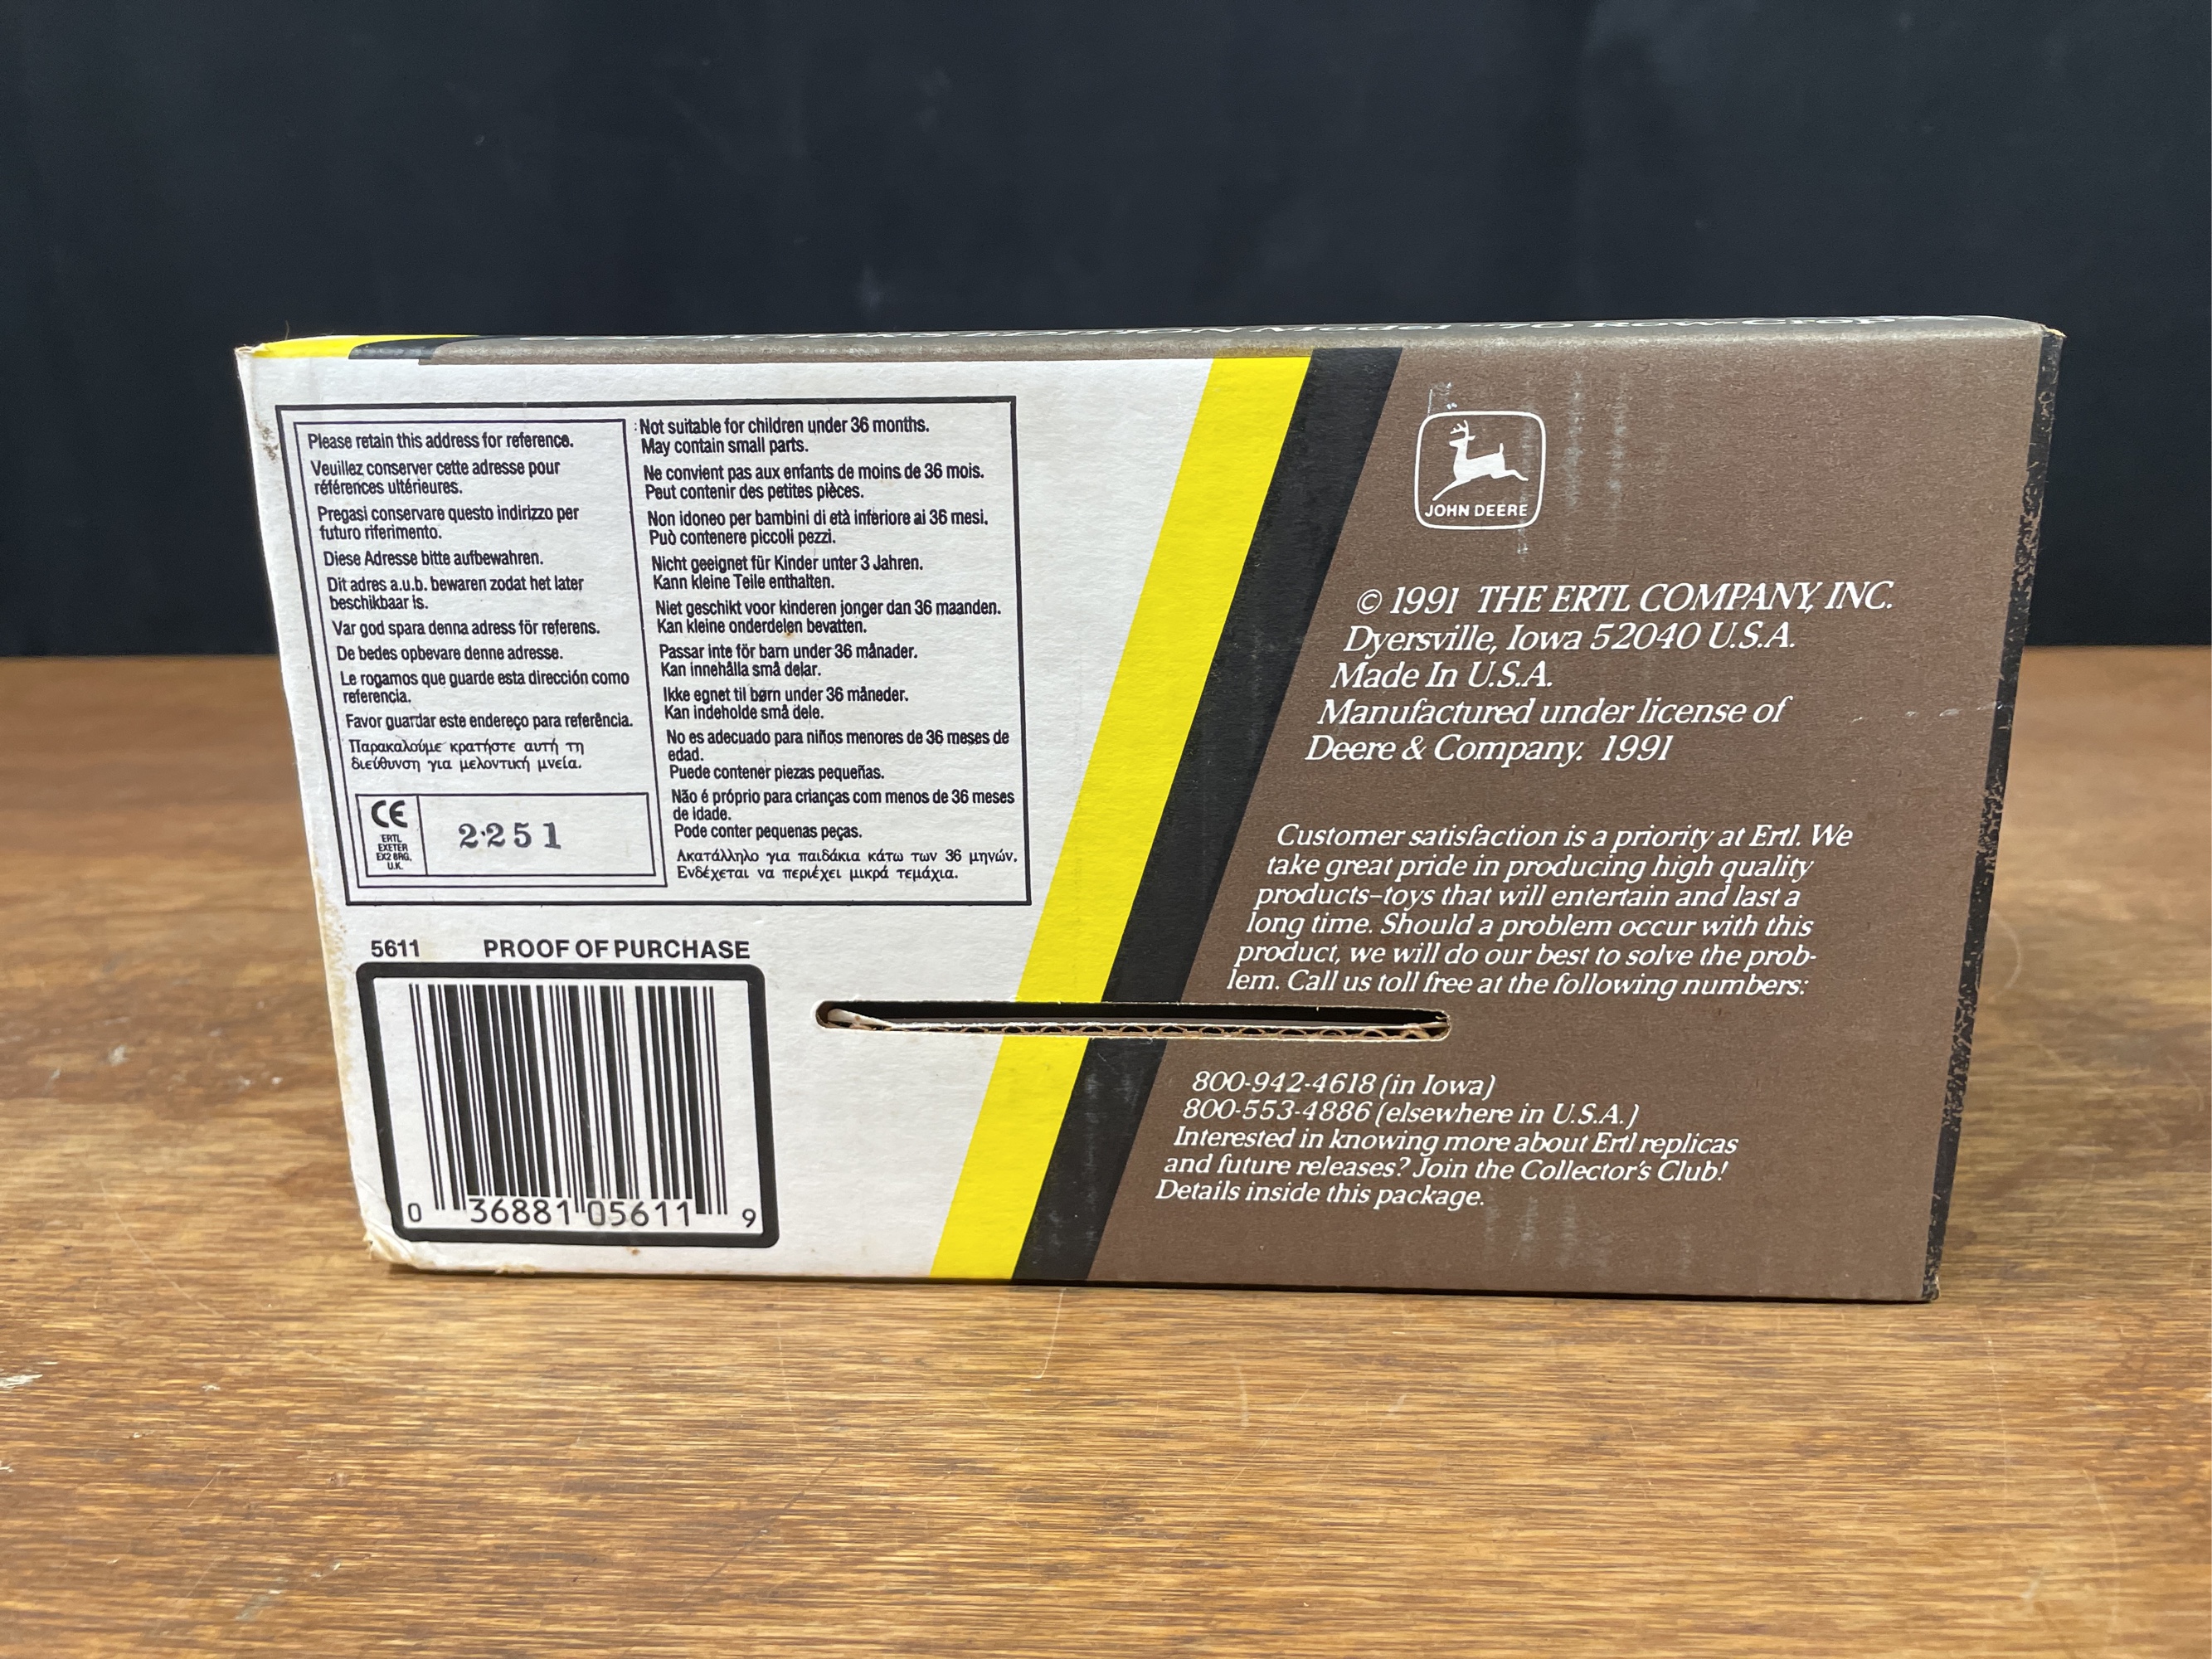 Model "70 Row-Crop"
Please retain this address for reference.
Veuillez conserver cette adresse pour
références ultérieures.
Pregasi conservare questo indirizzo per
futuro riferimento.
Diese Adresse bitte aufbewahren.
Dit adres a.u.b. bewaren zodat het later
beschikbaar is.
Var god spara denna adress för referens.
De bedes opbevare denne adresse.
Le rogamos que guarde esta dirección como
referencia.
Favor guardar este endereço para referência.
Παρακαλούμε κρατήστε αυτή τη
διεύθυνση για μελοντική μνεία.
CE
ERTL
EXETER
EX2 8RG,
U.K.
2251
Not suitable for children under 36 months.
May contain small parts.
Ne convient pas aux enfants de moins de 36 mois.
Peut contenir des petites pièces.
Non idoneo per bambini di età inferiore ai 36 mesi.
Può contenere piccoli pezzi.
Nicht geeignet für Kinder unter 3 Jahren.
Kann kleine Teile enthalten.
Niet geschikt voor kinderen jonger dan 36 maanden.
Kan kleine onderdelen bevatten.
Passar inte för barn under 36 månader.
Kan innehålla små delar.
Ikke egnet til børn under 36 måneder.
Kan indeholde små dele.
No es adecuado para niños menores de 36 meses de
edad.
Puede contener piezas pequeñas.
Não é próprio para crianças com menos de 36 meses
de idade.
Pode conter pequenas peças.
Ακατάλληλο για παιδάκια κάτω των 36 μηνών.
Ενδέχεται να περιέχει μικρά τεμάχια.
5611 PROOF OF PURCHASE
0 36881 05611 9
JOHN DEERE
© 1991 THE ERTL COMPANY, INC.
Dyersville, Iowa 52040 U.S.A.
Made In U.S.A.
Manufactured under license of
Deere & Company. 1991
Customer satisfaction is a priority at Ertl. We
take great pride in producing high quality
products–toys that will entertain and last a
long time. Should a problem occur with this
product, we will do our best to solve the prob-
lem. Call us toll free at the following numbers:
800-942-4618 (in Iowa)
800-553-4886 (elsewhere in U.S.A.)
Interested in knowing more about Ertl replicas
and future releases? Join the Collector's Club!
Details inside this package.